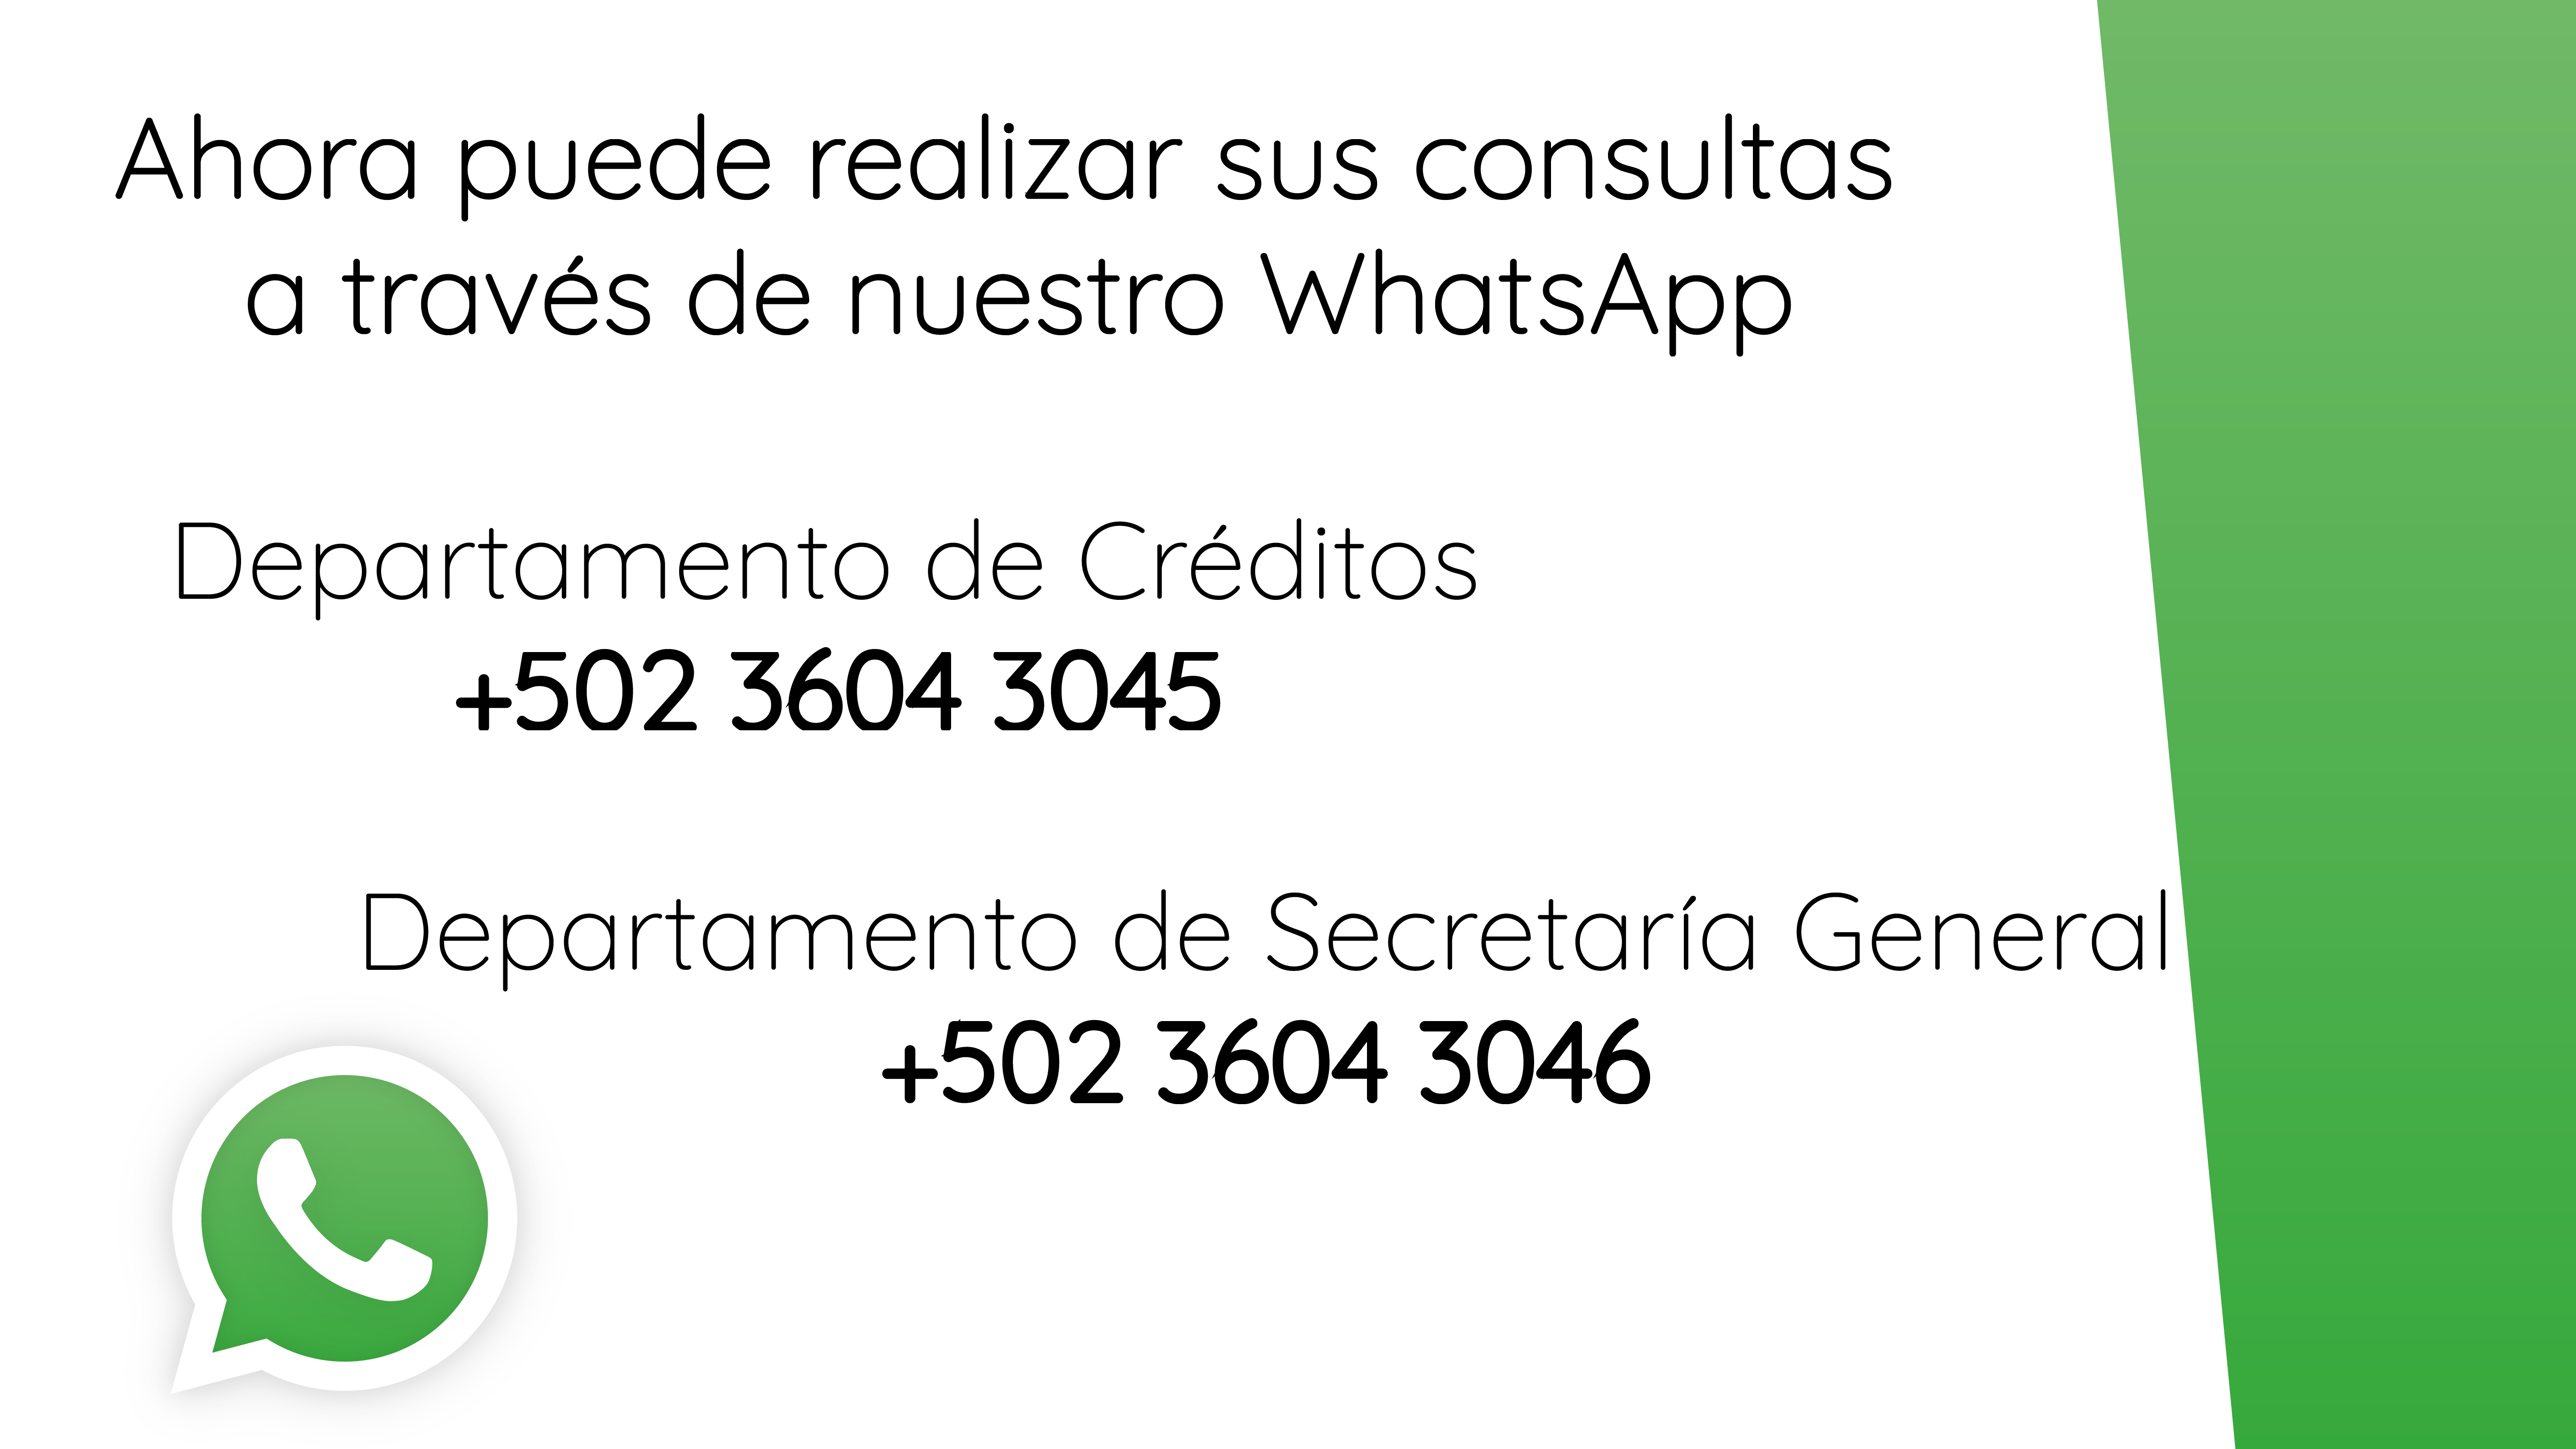 Ahora puede realizar sus consultas
a través de nuestro WhatsApp
Departamento de Créditos
+502 3604 3045
Departamento de Secretaría General
+502 3604 3046